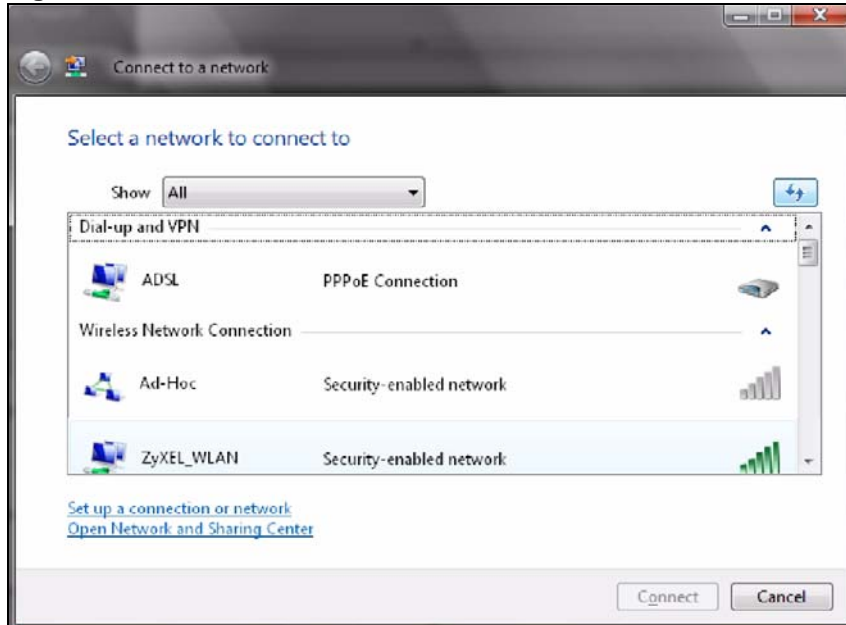 Connect to a network
Select a network to connect to
Show All
Dial-up and VPN
ADSL PPPoE Connection
Wireless Network Connection
Ad-Hoc Security-enabled network
ZyXEL_WLAN Security-enabled network
Set up a connection or network
Open Network and Sharing Center
Connect Cancel